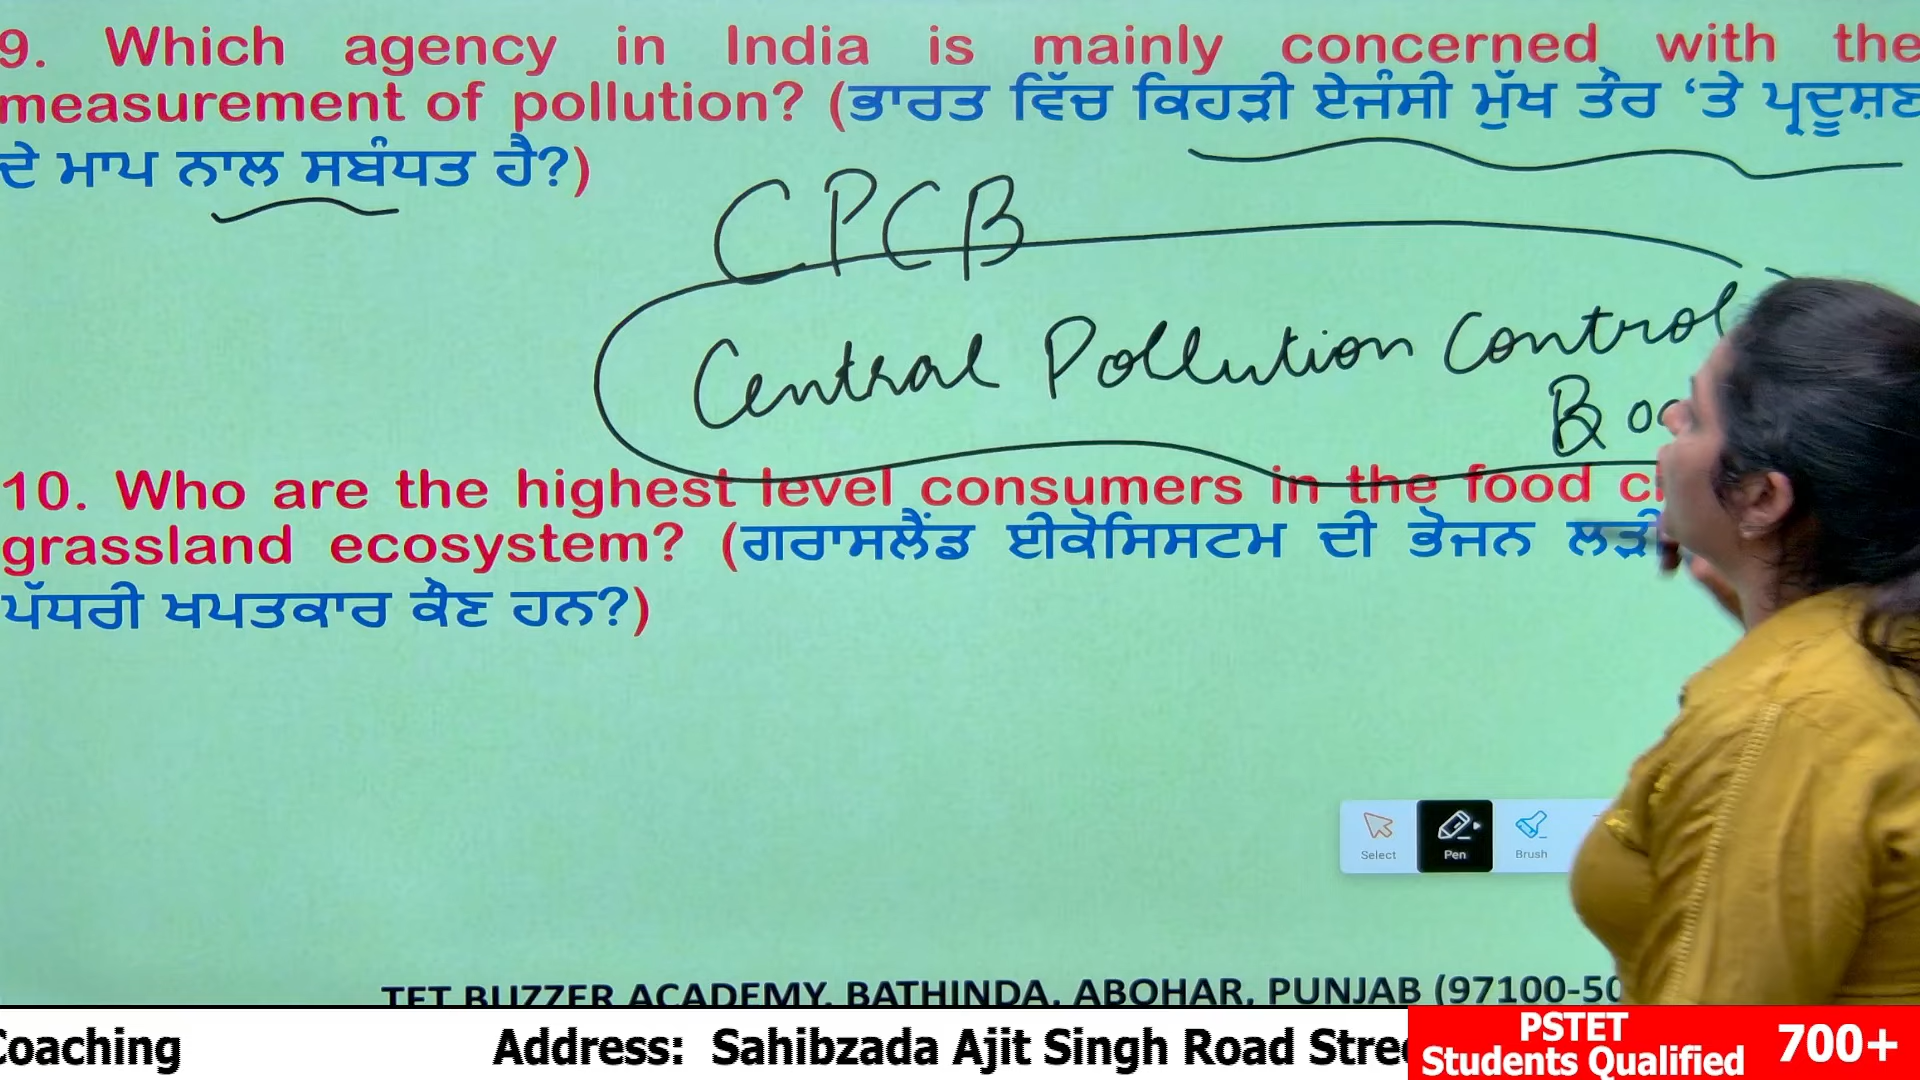 9. Which agency in India is mainly concerned with the
measurement of pollution? (ਭਾਰਤ ਵਿੱਚ ਕਿਹੜੀ ਏਜੰਸੀ ਮੁੱਖ ਤੌਰ ‘ਤੇ ਪ੍ਰਦੂਸ਼ਣ
ਦੇ ਮਾਪ ਨਾਲ ਸਬੰਧਤ ਹੈ?)
CPCB
Central Pollution Control
10. Who are the highest level consumers in the food
grassland ecosystem? (ਗਰਾਸਲੈਂਡ ਈਕੋਸਿਸਟਮ ਦੀ ਭੋਜਨ ਲੜੀ
ਪੱਧਰੀ ਖਪਤਕਾਰ ਕੌਣ ਹਨ?)
Select Pen Brush
TET BUZZER ACADEMY, BATHINDA, ABOHAR, PUNJAB (97100-50
Coaching Address: Sahibzada Ajit Singh Road
PSTET
Students Qualified 700+